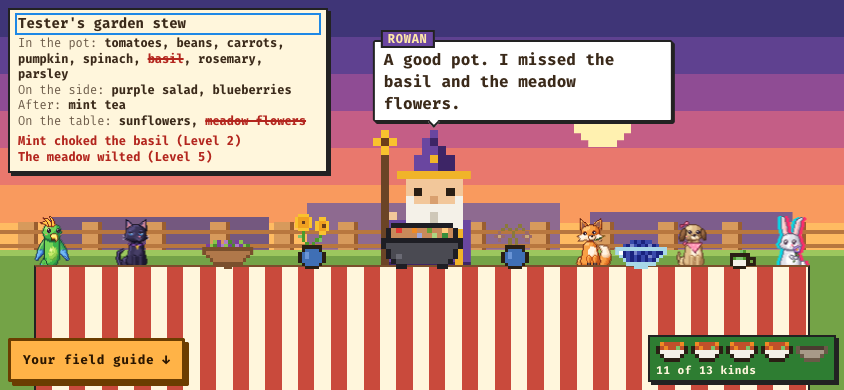 Tester's garden stew
In the pot: tomatoes, beans, carrots,
pumpkin, spinach, basil, rosemary,
parsley
On the side: purple salad, blueberries
After: mint tea
On the table: sunflowers, meadow flowers
Mint choked the basil (Level 2)
The meadow wilted (Level 5)
ROWAN
A good pot. I missed the
basil and the meadow
flowers.
Your field guide ↓
11 of 13 kinds